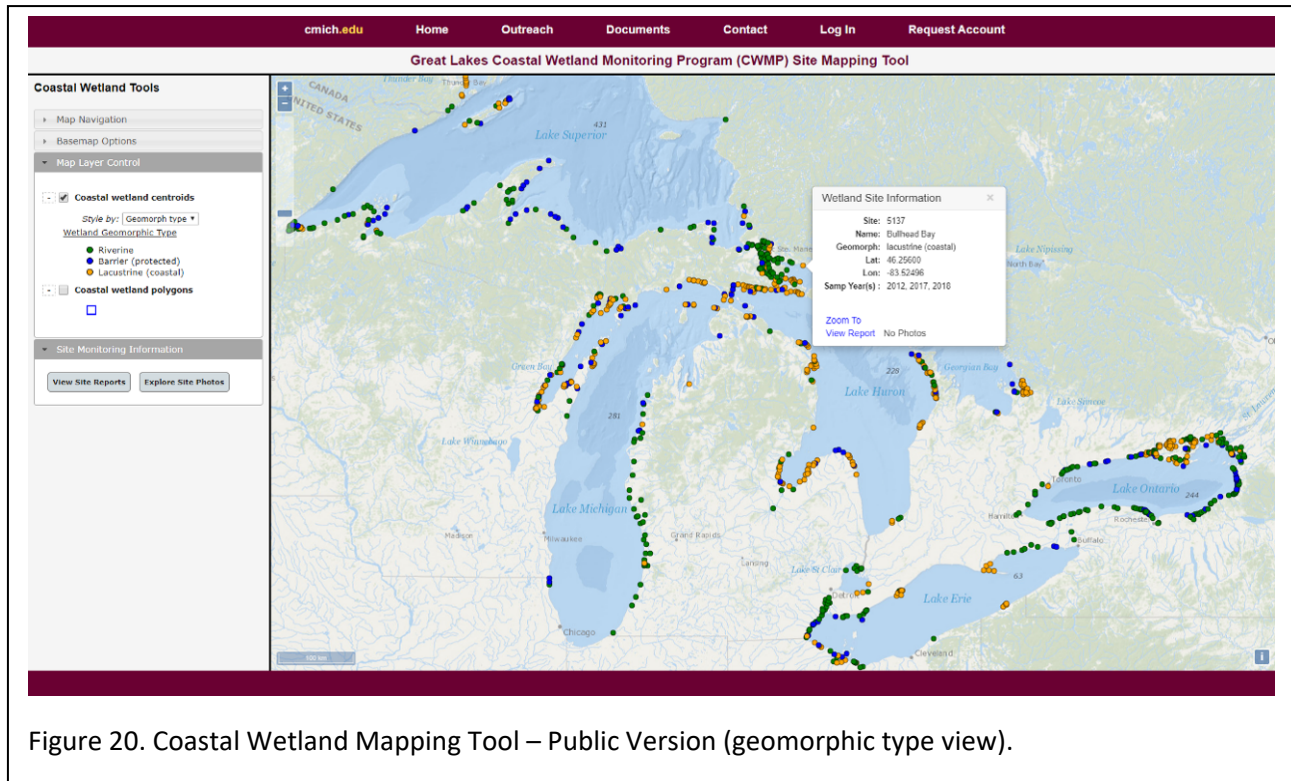 cmich.edu Home Outreach Documents Contact Log In Request Account
Great Lakes Coastal Wetland Monitoring Program (CWMP) Site Mapping Tool
Coastal Wetland Tools
Map Navigation
Basemap Options
Map Layer Control
Coastal wetland centroids
Style by: Geomorph type
Wetland Geomorphic Type
Riverine
Barrier (protected)
Lacustrine (coastal)
Coastal wetland polygons
Site Monitoring Information
View Site Reports Explore Site Photos
+
−
CANADA
UNITED STATES
Thunder Bay
Thunder Bay
431
Lake Superior
Ste. Marie
Wetland Site Information ×
Site: 5137
Name: Bullhead Bay
Geomorph: lacustrine (coastal)
Lat: 46.25600
Lon: -83.52496
Samp Year(s) : 2012, 2017, 2018
Zoom To
View Report No Photos
Lake Nipissing
North Bay
Green Bay
228
Georgian Bay
Lake Huron
281
Lake Simcoe
Lake Winnebago
Toronto
Lake Ontario
244
Lake Michigan
Hamilton
Rochester
Madison
Milwaukee
Grand Rapids
Buffalo
Lansing
Lake St Clair
63
Detroit
Lake Erie
Chicago
Cleveland
100 km
i
Figure 20. Coastal Wetland Mapping Tool – Public Version (geomorphic type view).